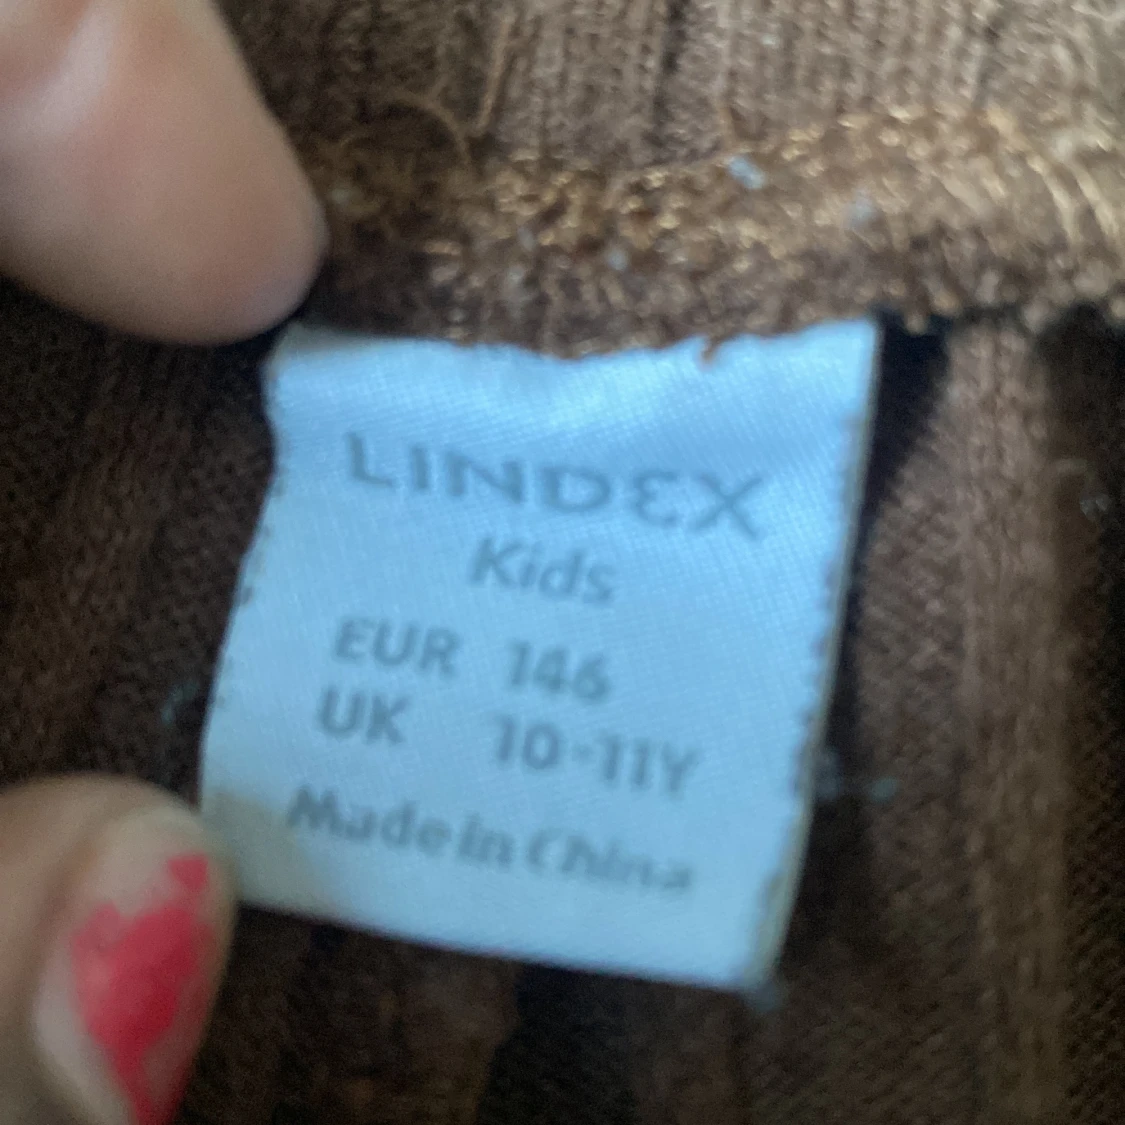 LINDEX
Kids
EUR 146
UK 10-11Y
Made in China